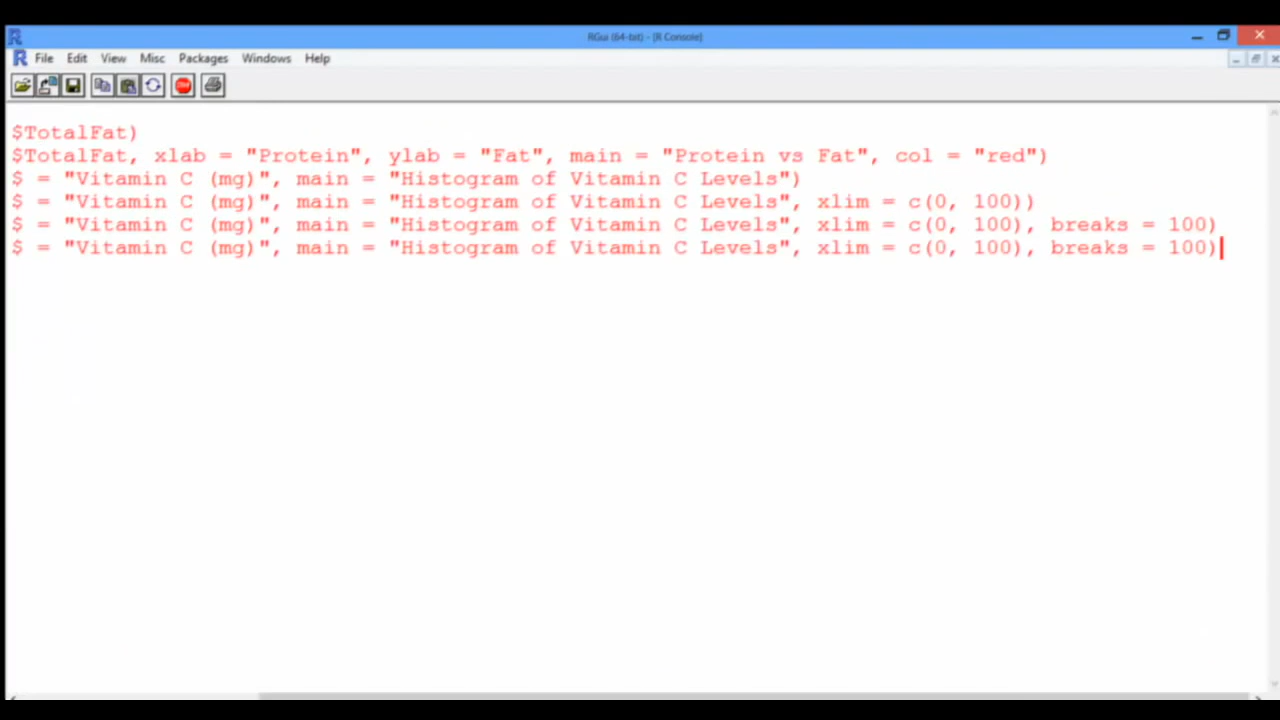 RGui (64-bit) - [R Console]
File Edit View Misc Packages Windows Help
STOP
$TotalFat)
$TotalFat, xlab = "Protein", ylab = "Fat", main = "Protein vs Fat", col = "red")
$ = "Vitamin C (mg)", main = "Histogram of Vitamin C Levels")
$ = "Vitamin C (mg)", main = "Histogram of Vitamin C Levels", xlim = c(0, 100))
$ = "Vitamin C (mg)", main = "Histogram of Vitamin C Levels", xlim = c(0, 100), breaks = 100)
$ = "Vitamin C (mg)", main = "Histogram of Vitamin C Levels", xlim = c(0, 100), breaks = 100)